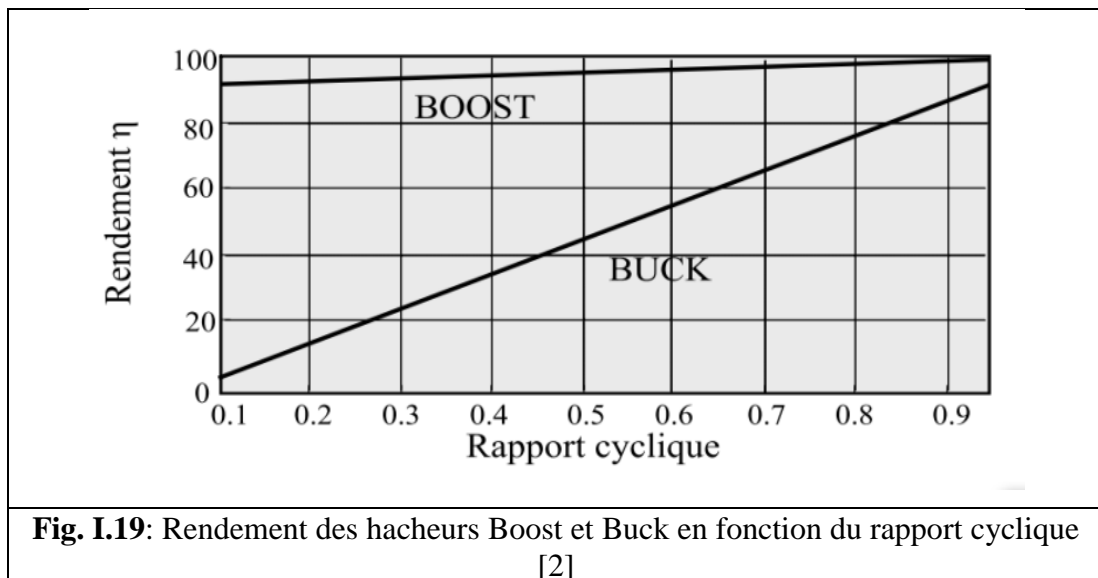 100
80
60
40
20
0
Rendement η
BOOST
BUCK
0.1 0.2 0.3 0.4 0.5 0.6 0.7 0.8 0.9
Rapport cyclique
Fig. I.19: Rendement des hacheurs Boost et Buck en fonction du rapport cyclique
[2]